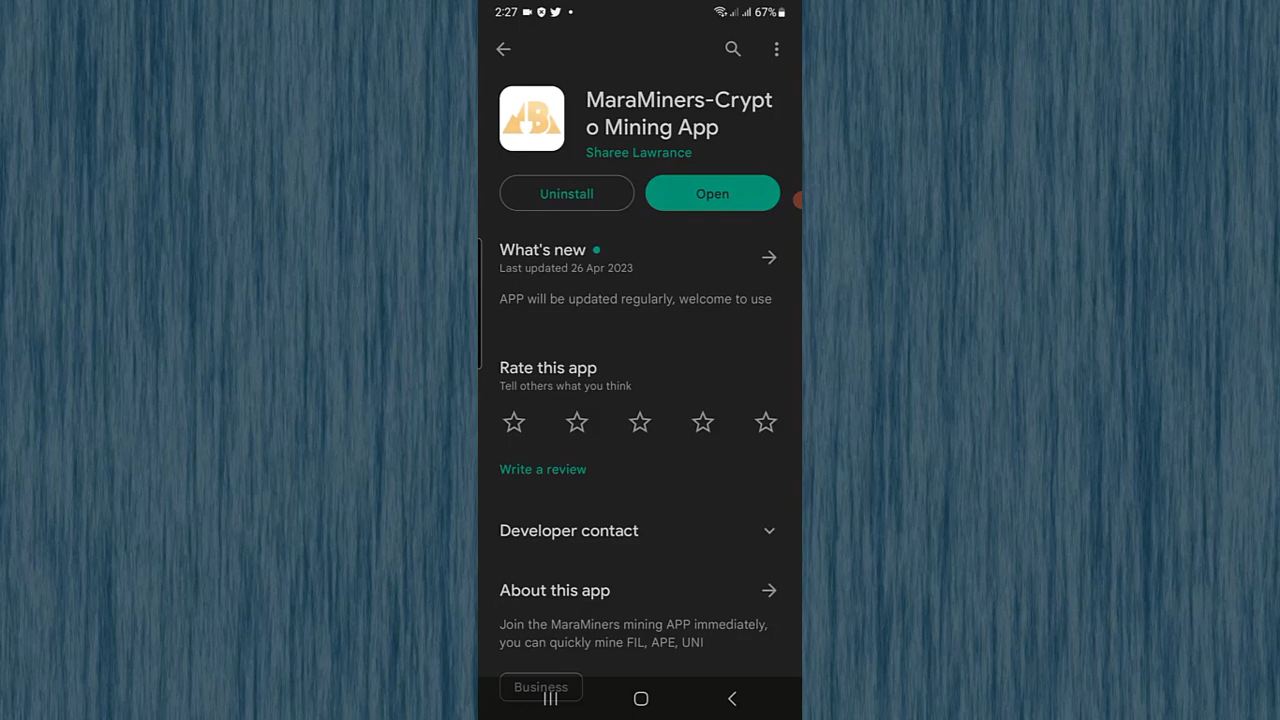 2:27
67%
MaraMiners-Crypt
o Mining App
Sharee Lawrance
Uninstall
Open
What's new
Last updated 26 Apr 2023
APP will be updated regularly, welcome to use
Rate this app
Tell others what you think
Write a review
Developer contact
About this app
Join the MaraMiners mining APP immediately,
you can quickly mine FIL, APE, UNI
Business